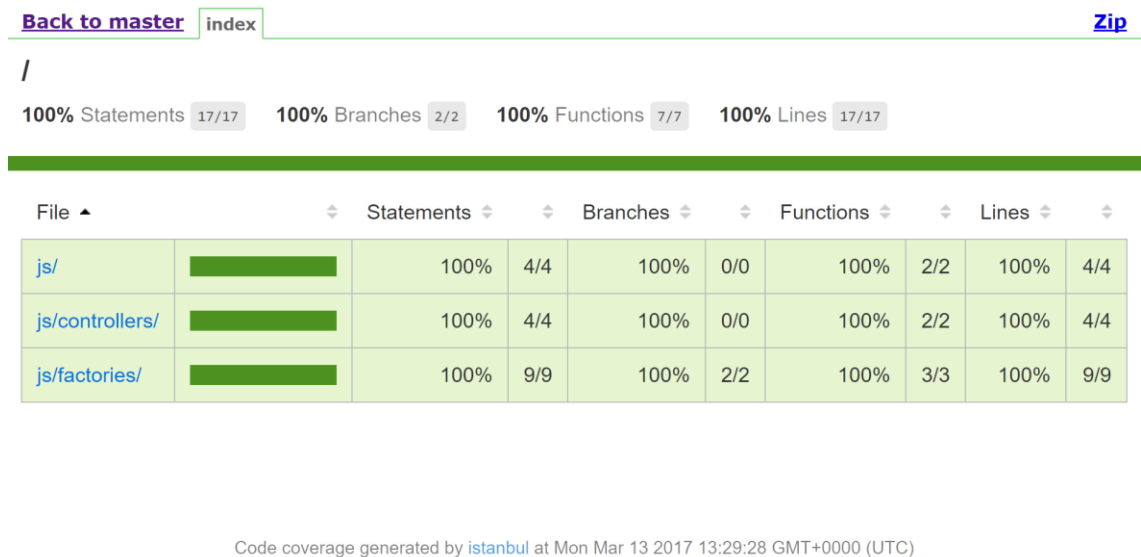 Back to master index Zip
/
100% Statements 17/17 100% Branches 2/2 100% Functions 7/7 100% Lines 17/17
File Statements Branches Functions Lines
js/ 100% 4/4 100% 0/0 100% 2/2 100% 4/4
js/controllers/ 100% 4/4 100% 0/0 100% 2/2 100% 4/4
js/factories/ 100% 9/9 100% 2/2 100% 3/3 100% 9/9
Code coverage generated by istanbul at Mon Mar 13 2017 13:29:28 GMT+0000 (UTC)